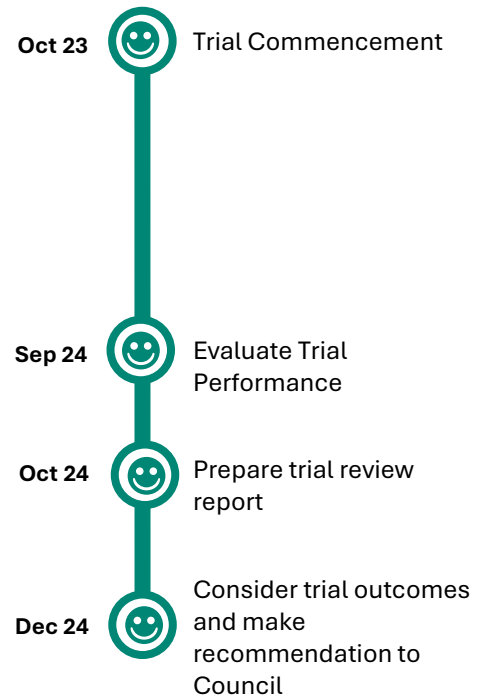 Oct 23
Trial Commencement
Sep 24
Evaluate Trial
Performance
Oct 24
Prepare trial review
report
Dec 24
Consider trial outcomes
and make
recommendation to
Council